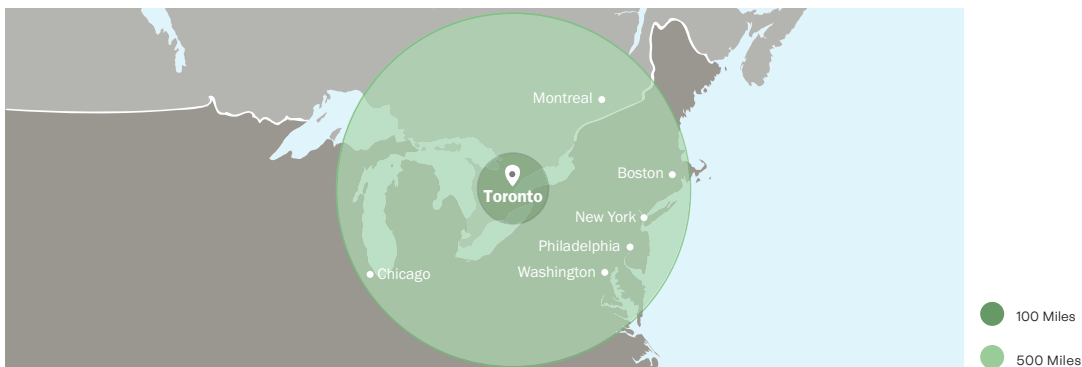 Montreal
Boston
Toronto
New York
Philadelphia
Washington
Chicago
100 Miles
500 Miles